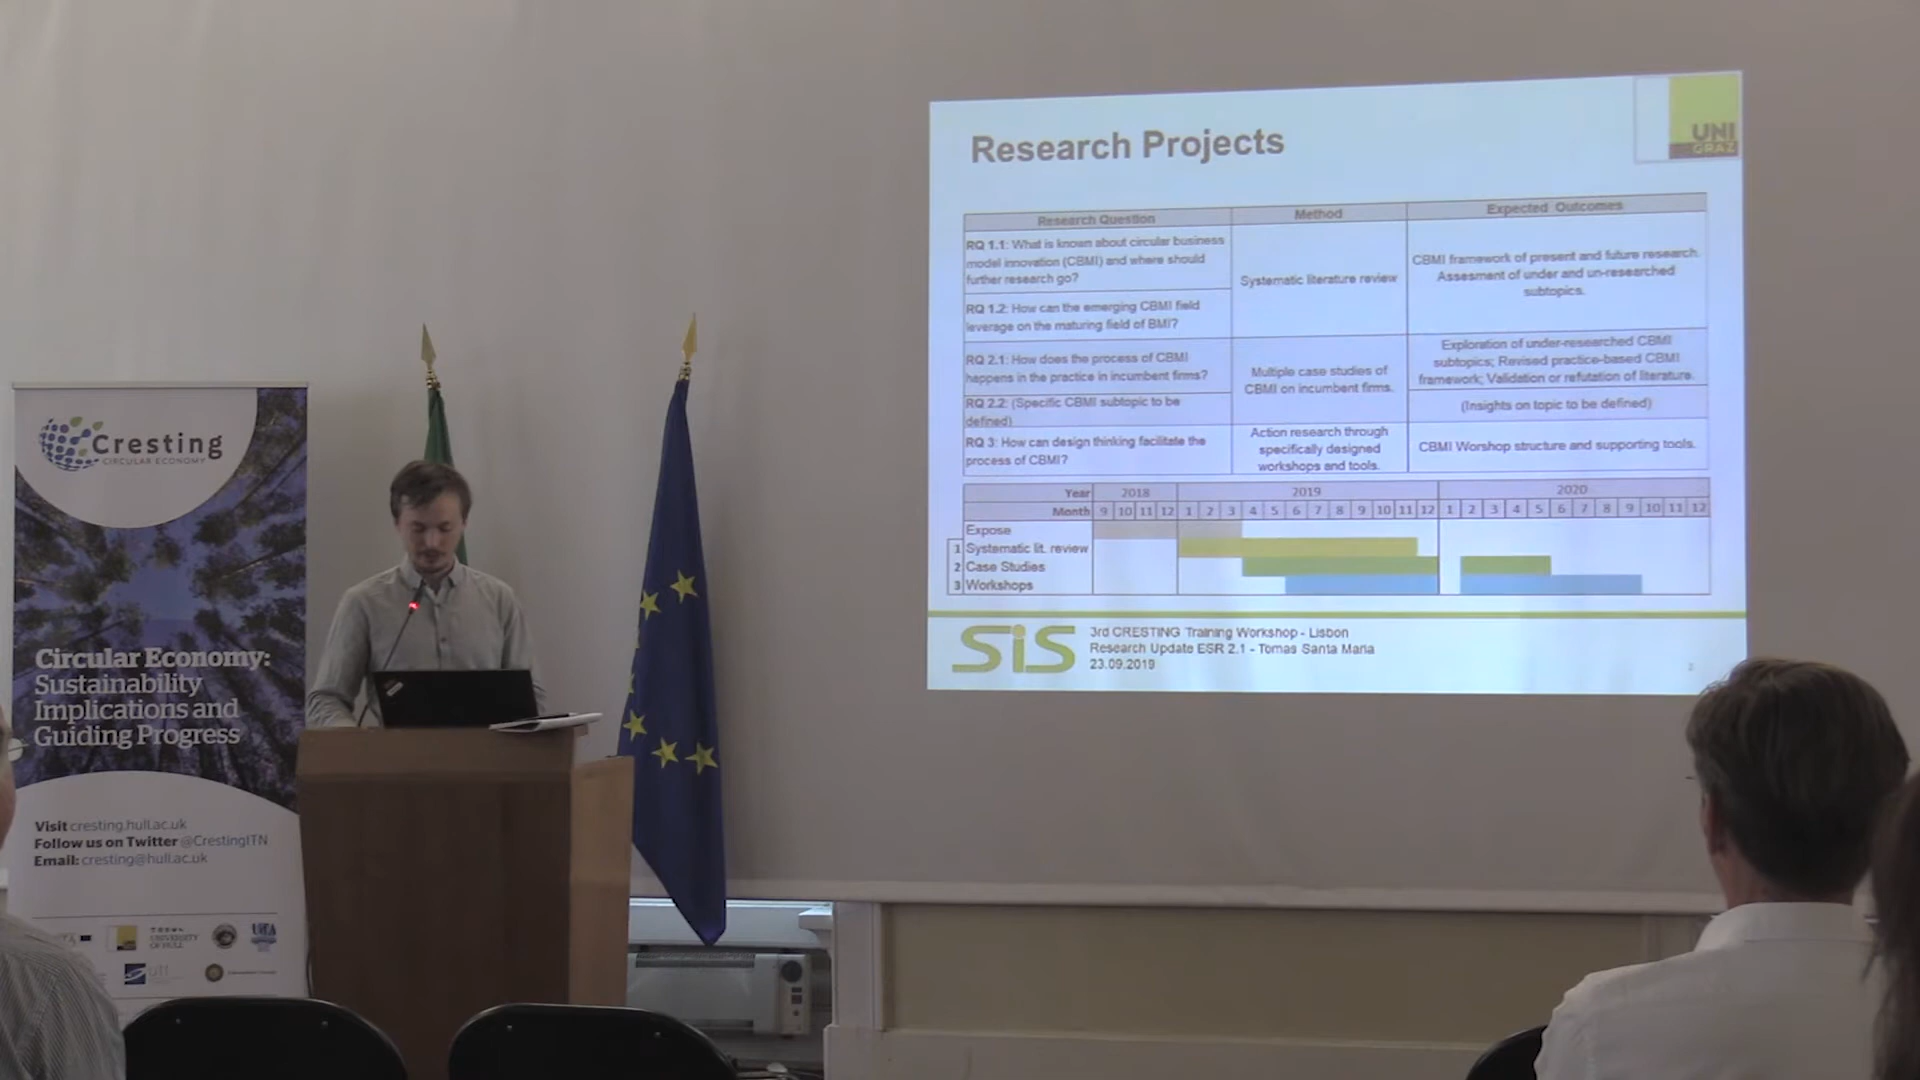 Research Projects
UNI
GRAZ
Research Question
Method
Expected Outcomes
RQ 1.1: What is known about circular business
model innovation (CBMI) and where should
further research go?
RQ 1.2: How can the emerging CBMI field
leverage on the maturing field of BMI?
Systematic literature review
CBMI framework of present and future research.
Assesment of under and un-researched
subtopics.
RQ 2.1: How does the process of CBMI
happens in the practice in incumbent firms?
RQ 2.2: (Specific CBMI subtopic to be
defined)
Multiple case studies of
CBMI on incumbent firms.
Exploration of under-researched CBMI
subtopics; Revised practice-based CBMI
framework; Validation or refutation of literature.
(Insights on topic to be defined)
RQ 3: How can design thinking facilitate the
process of CBMI?
Action research through
specifically designed
workshops and tools.
CBMI Worshop structure and supporting tools.
Year 2018 2019 2020
Month 9 10 11 12 1 2 3 4 5 6 7 8 9 10 11 12 1 2 3 4 5 6 7 8 9 10 11 12
Expose
1 Systematic lit. review
2 Case Studies
3 Workshops
SiS
3rd CRESTING Training Workshop - Lisbon
Research Update ESR 2.1 - Tomas Santa Maria
23.09.2019
Cresting
CIRCULAR ECONOMY
Circular Economy:
Sustainability
Implications and
Guiding Progress
Visit cresting.hull.ac.uk
Follow us on Twitter @CrestingITN
Email: cresting@hull.ac.uk
UNIVERSITY
OF HULL
utt